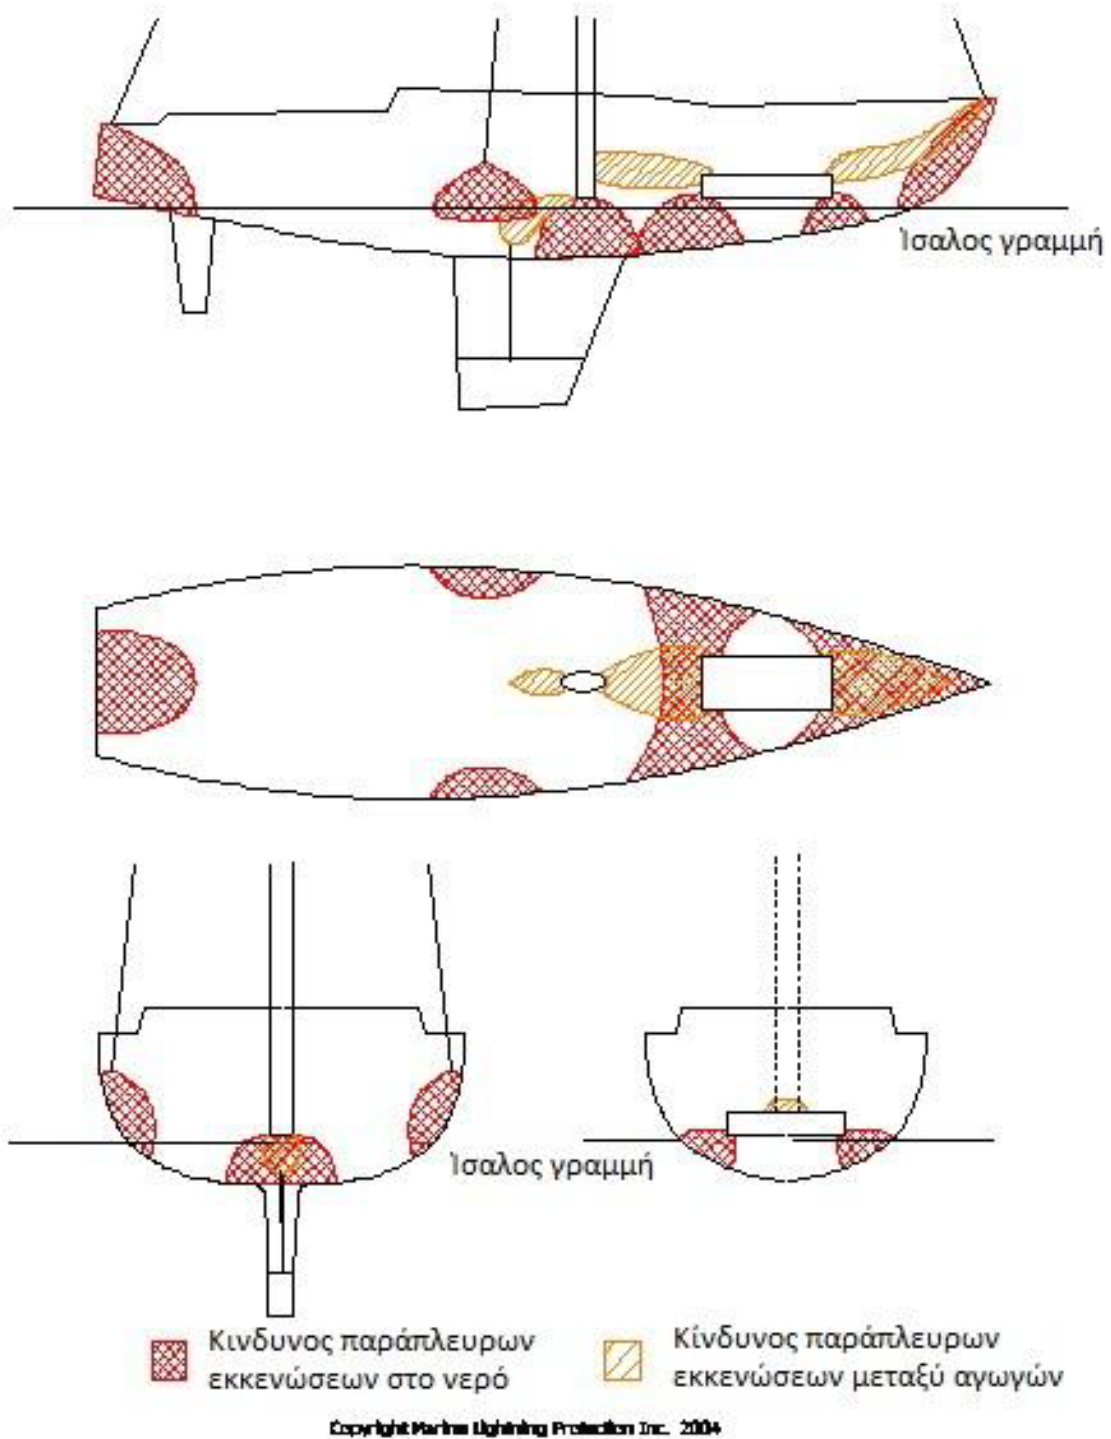 Ίσαλος γραμμή
Ίσαλος γραμμή
Κινδυνος παράπλευρων
εκκενώσεων στο νερό
Κίνδυνος παράπλευρων
εκκενώσεων μεταξύ αγωγών
Copyright Marine Lightning Protection Inc. 2004